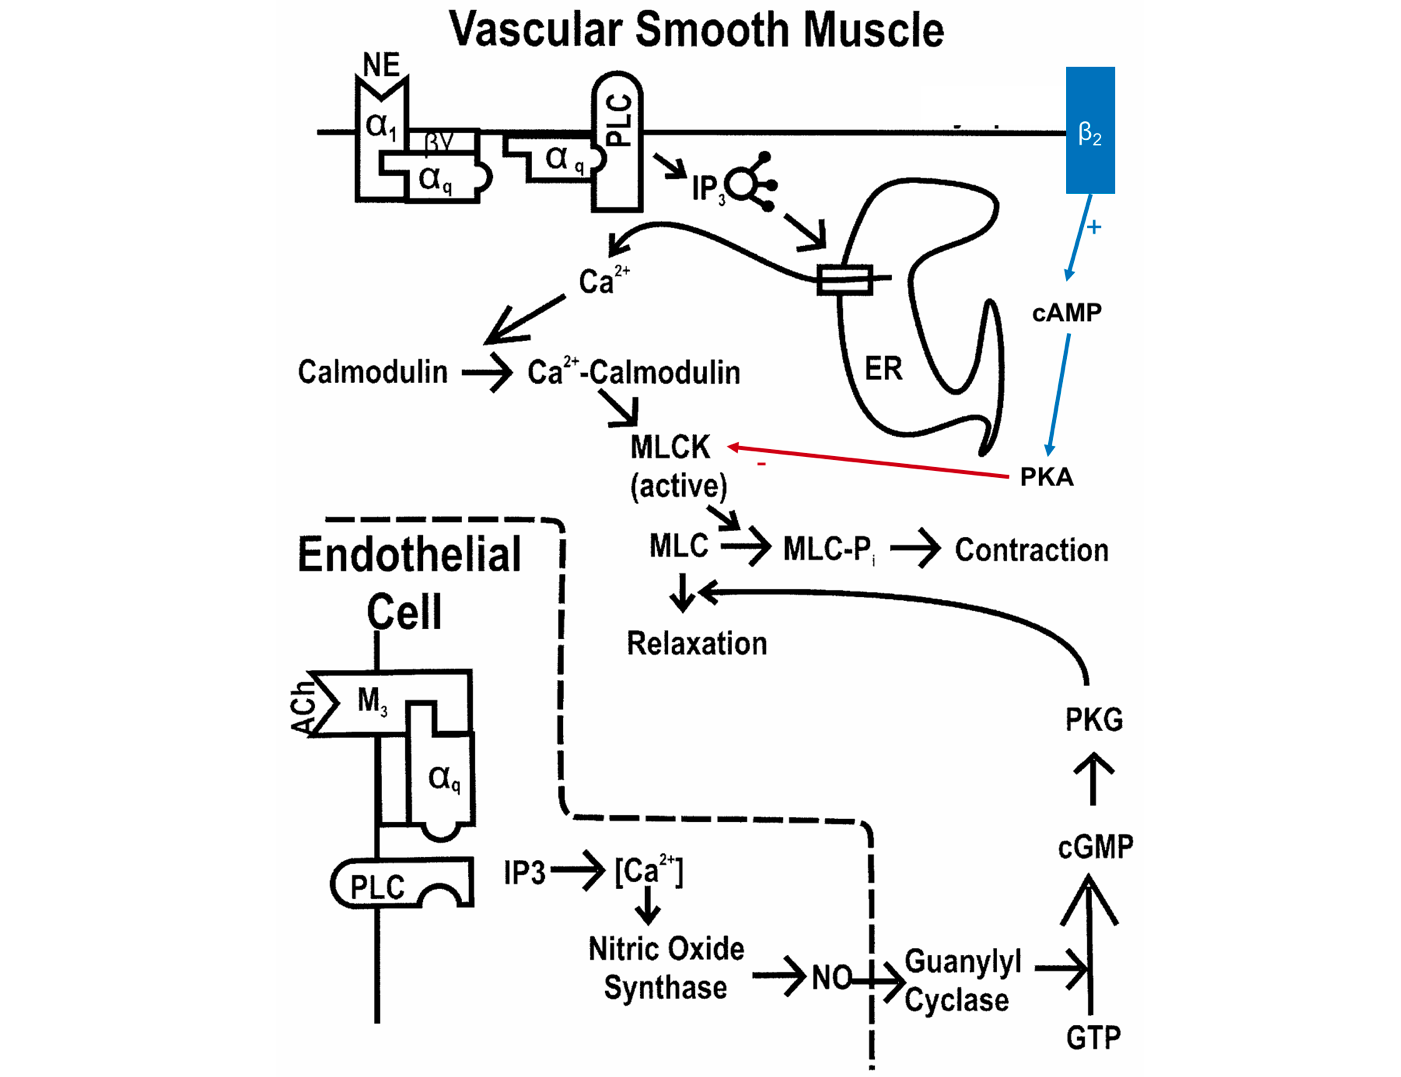 Vascular Smooth Muscle
NE
α1
βγ
αq
αq
PLC
IP3
β2
+
Ca2+
cAMP
Calmodulin
Ca2+-Calmodulin
ER
MLCK
(active)
-
PKA
MLC
MLC-Pi
Contraction
Relaxation
Endothelial
Cell
ACh
M3
αq
PLC
IP3
[Ca2+]
Nitric Oxide
Synthase
NO
Guanylyl
Cyclase
PKG
cGMP
GTP